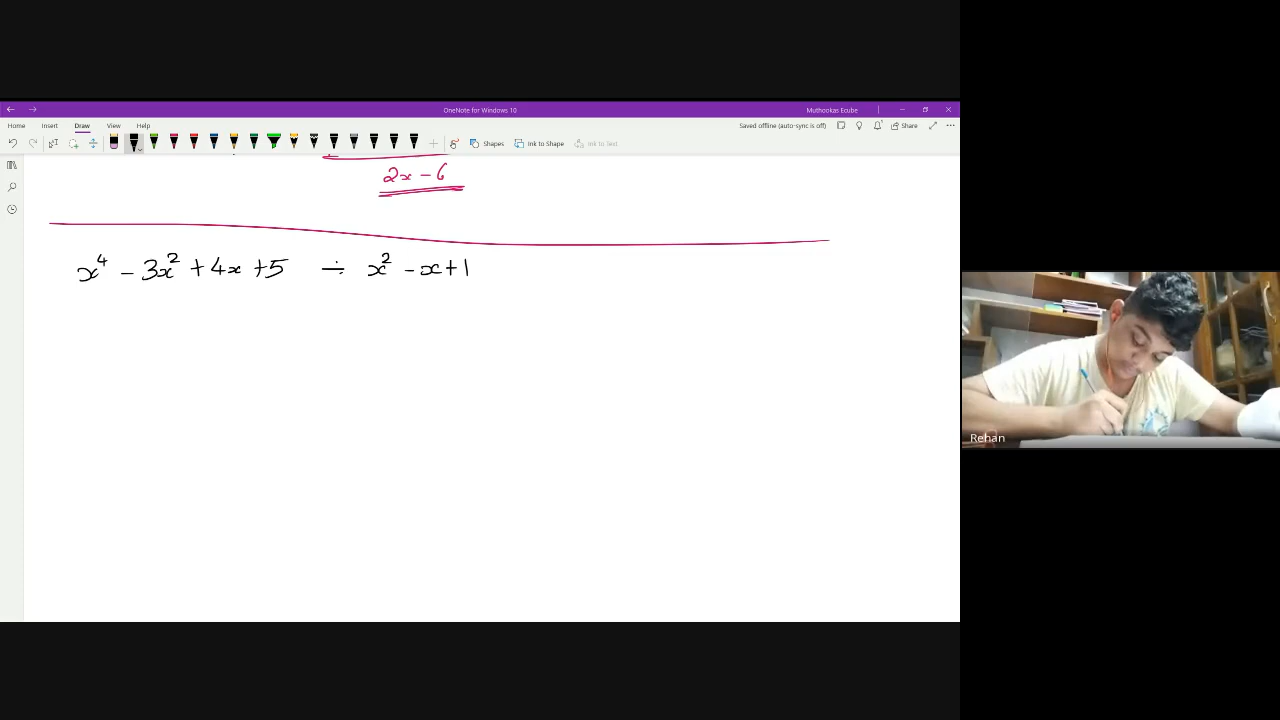 OneNote for Windows 10
Muthookas Ecube
Home Insert Draw View Help
Saved offline (auto-sync is off)
Share
Shapes
Ink to Shape
Ink to Text
2x - 6
x⁴ - 3x² + 4x + 5 ÷ x² - x + 1
Rehan